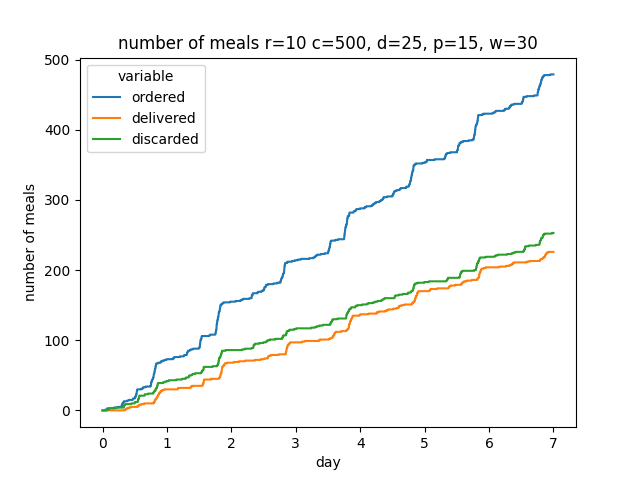 number of meals r=10 c=500, d=25, p=15, w=30
500
400
300
200
100
0
number of meals
variable
ordered
delivered
discarded
0 1 2 3 4 5 6 7
day